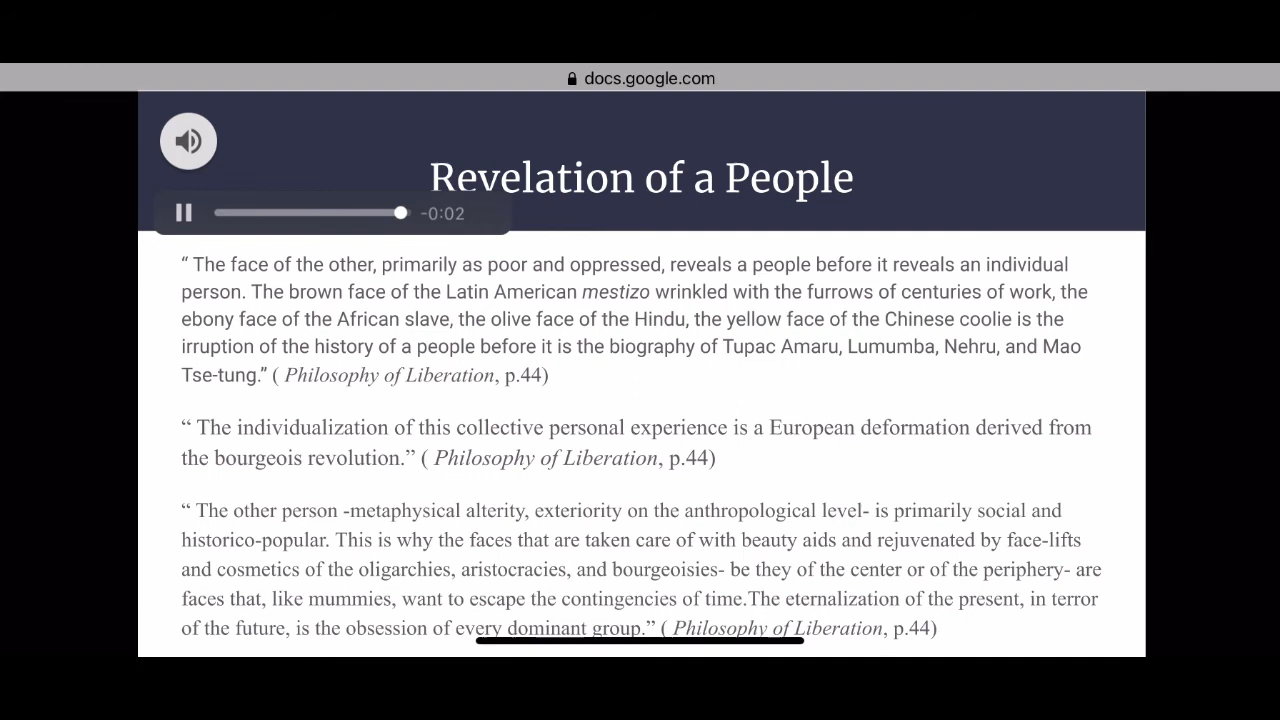 docs.google.com
Revelation of a People
-0:02
“ The face of the other, primarily as poor and oppressed, reveals a people before it reveals an individual
person. The brown face of the Latin American mestizo wrinkled with the furrows of centuries of work, the
ebony face of the African slave, the olive face of the Hindu, the yellow face of the Chinese coolie is the
irruption of the history of a people before it is the biography of Tupac Amaru, Lumumba, Nehru, and Mao
Tse-tung.” ( Philosophy of Liberation, p.44)
“ The individualization of this collective personal experience is a European deformation derived from
the bourgeois revolution.” ( Philosophy of Liberation, p.44)
“ The other person -metaphysical alterity, exteriority on the anthropological level- is primarily social and
historico-popular. This is why the faces that are taken care of with beauty aids and rejuvenated by face-lifts
and cosmetics of the oligarchies, aristocracies, and bourgeoisies- be they of the center or of the periphery- are
faces that, like mummies, want to escape the contingencies of time.The eternalization of the present, in terror
of the future, is the obsession of every dominant group.” ( Philosophy of Liberation, p.44)